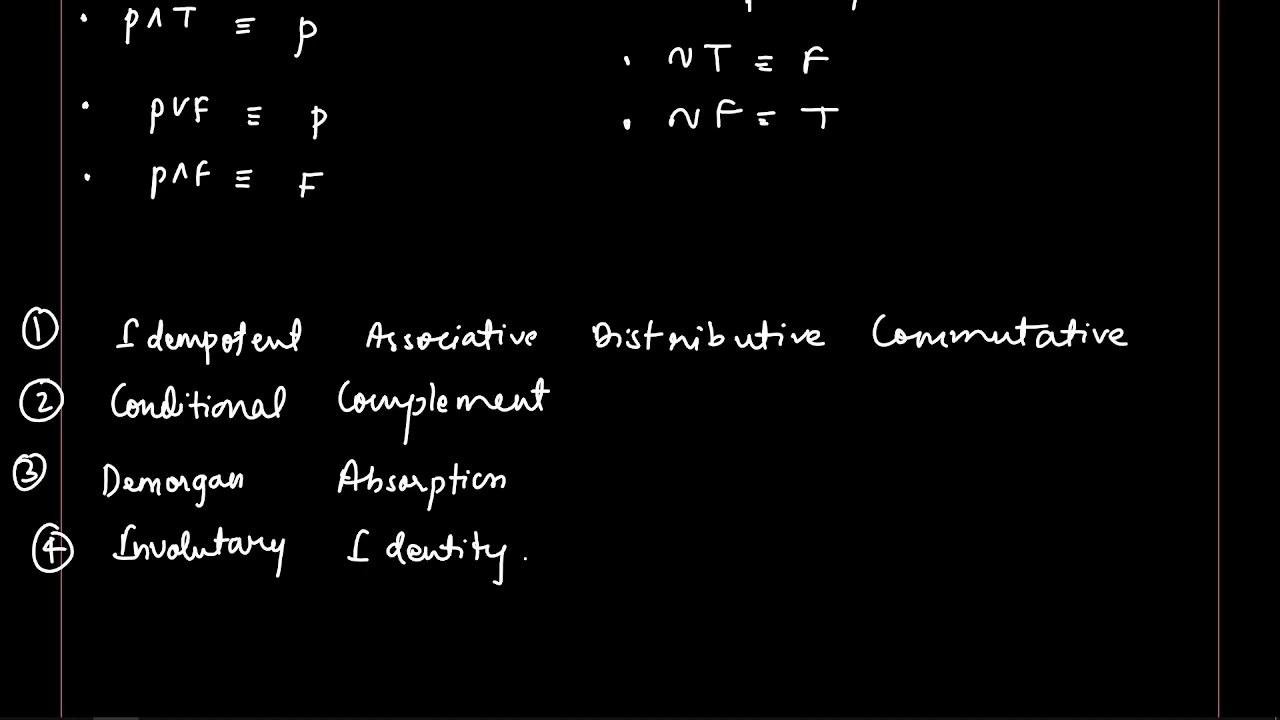 • p∧T ≡ p
• p∨F ≡ p
• p∧F ≡ F
• ~T ≡ F
• ~F ≡ T
① Idempotent Associative Distributive Commutative
② Conditional Complement
③ Demorgan Absorption
④ Involutary Identity.